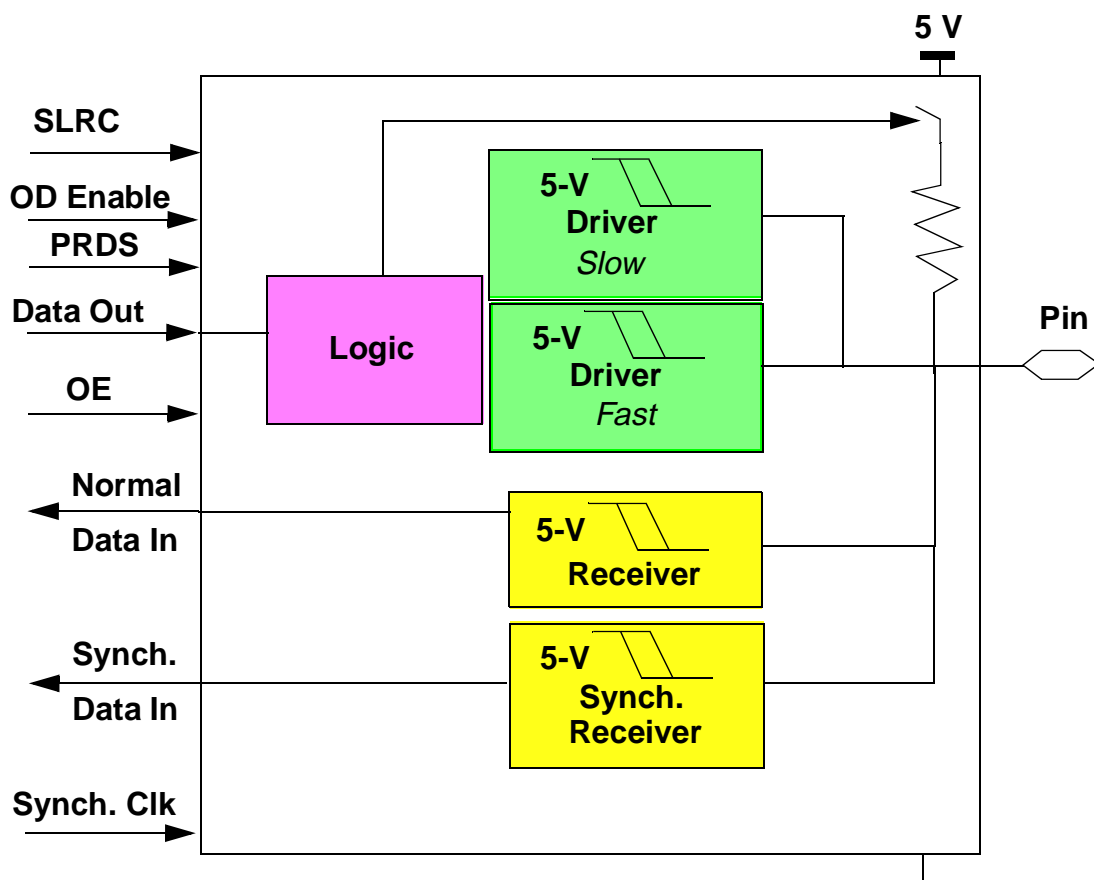 5 V
SLRC
OD Enable
PRDS
Data Out
OE
Normal
Data In
Synch.
Data In
Synch. Clk
Logic
5-V
Driver
Slow
5-V
Driver
Fast
5-V
Receiver
5-V
Synch.
Receiver
Pin